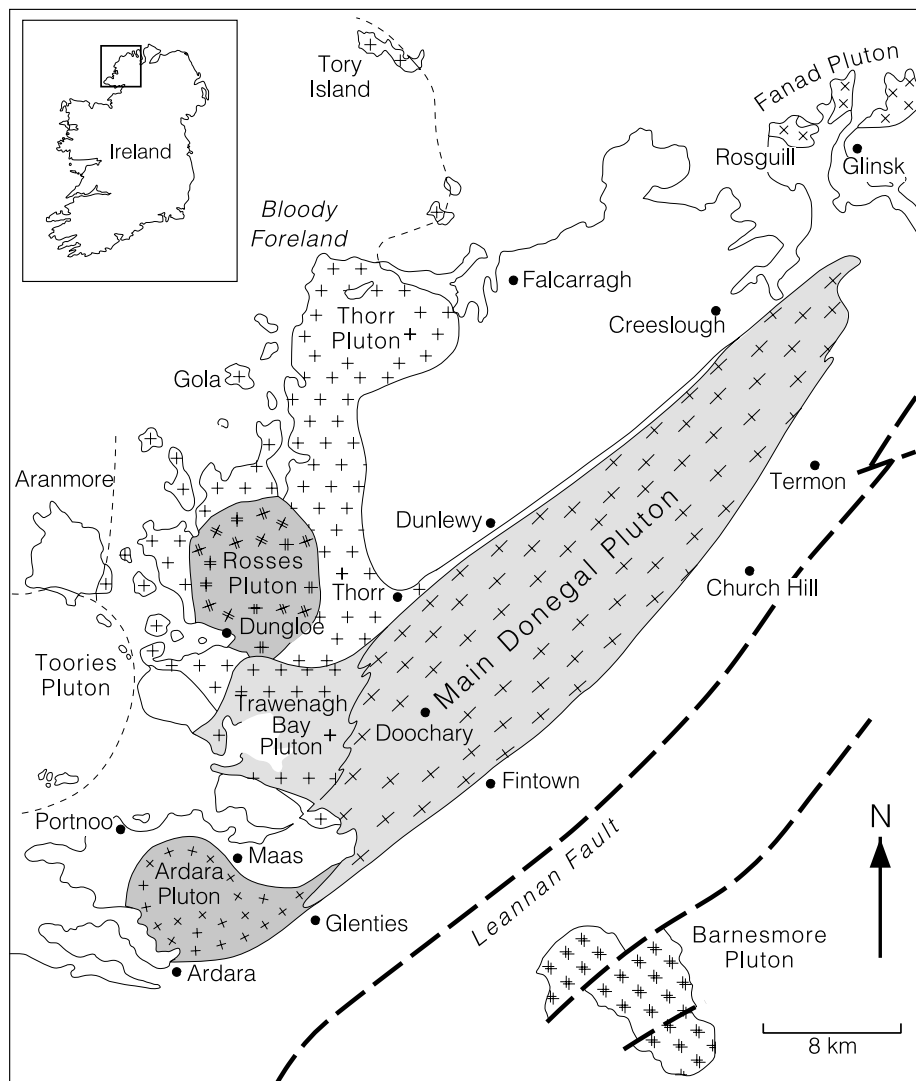 Tory
Island
Fanad Pluton
Ireland
Rosguill
Glinsk
Bloody
Foreland
Falcarragh
Thorr
Pluton
Creeslough
Gola
Aranmore
Termon
Dunlewy
Rosses
Pluton
Thorr
Church Hill
Dungloe
Main Donegal Pluton
Toories
Pluton
Trawenagh
Bay
Pluton
Doochary
Fintown
Portnoo
Maas
Ardara
Pluton
Leannan Fault
N
Glenties
Barnesmore
Pluton
Ardara
8 km